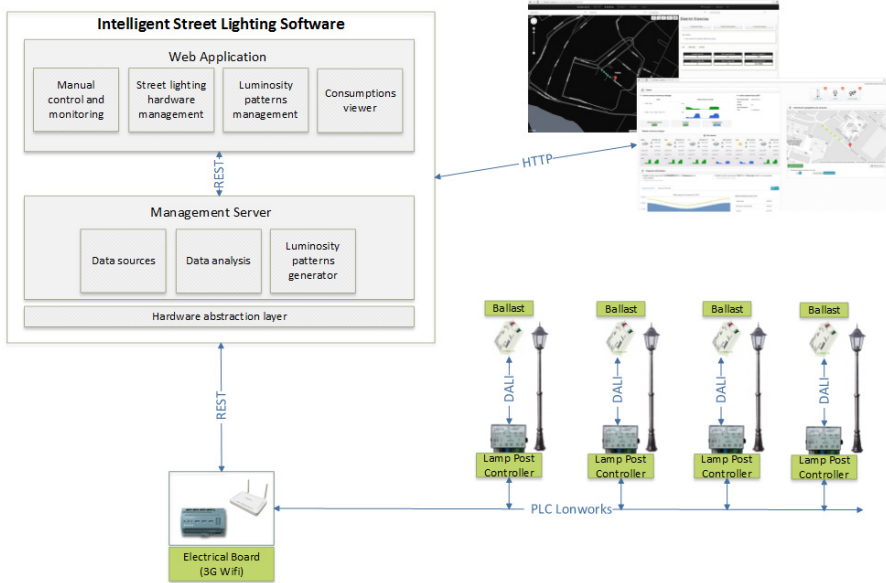 Intelligent Street Lighting Software
Web Application
Manual
control and
monitoring
Street lighting
hardware
management
Luminosity
patterns
management
Consumptions
viewer
REST
HTTP
Management Server
Data sources
Data analysis
Luminosity
patterns
generator
Hardware abstraction layer
REST
Ballast
Ballast
Ballast
Ballast
DALI
DALI
DALI
DALI
Lamp Post
Controller
Lamp Post
Controller
Lamp Post
Controller
Lamp Post
Controller
PLC Lonworks
Electrical Board
(3G Wifi)